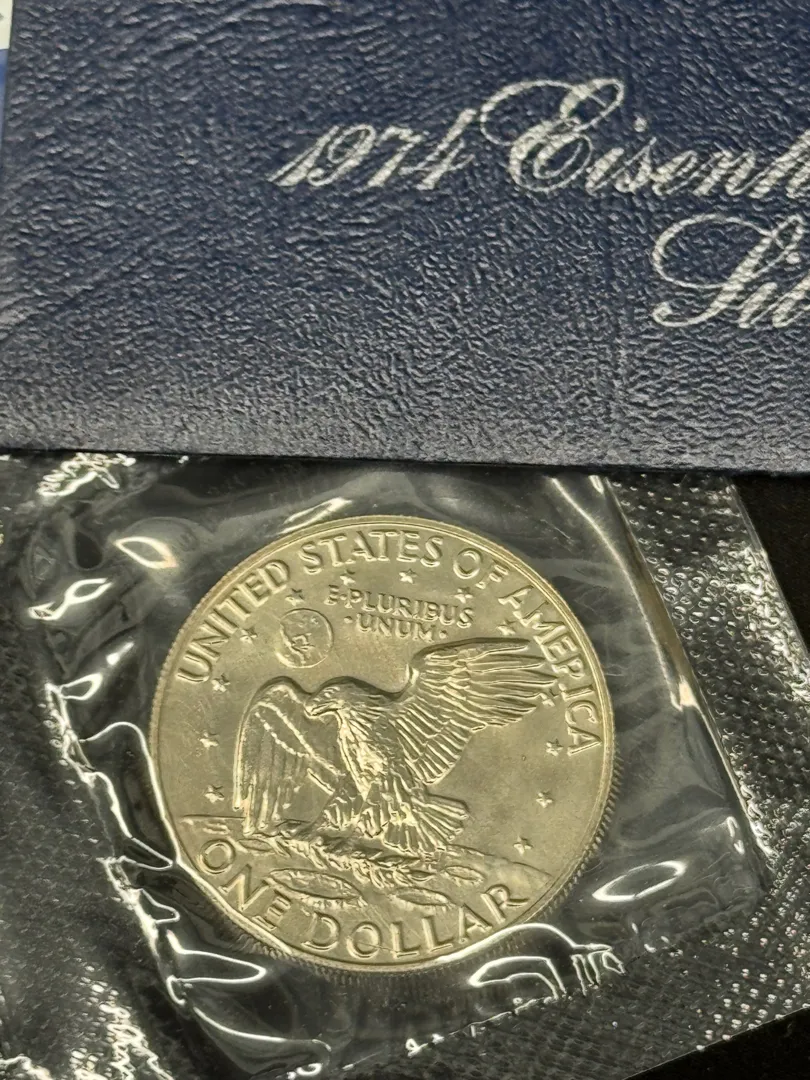 1974 Eisenh
Sil
UNITED STATES OF AMERICA
E·PLURIBUS
·UNUM·
ONE DOLLAR